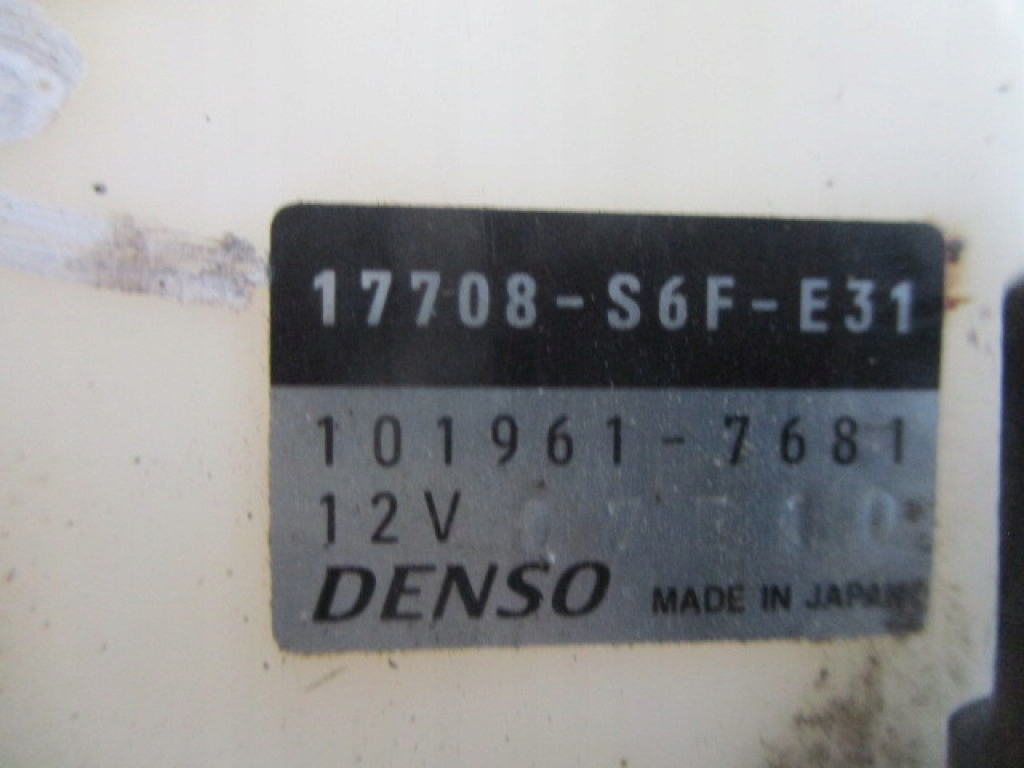 17708-S6F-E31
101961-7681
12V
DENSO MADE IN JAPAN